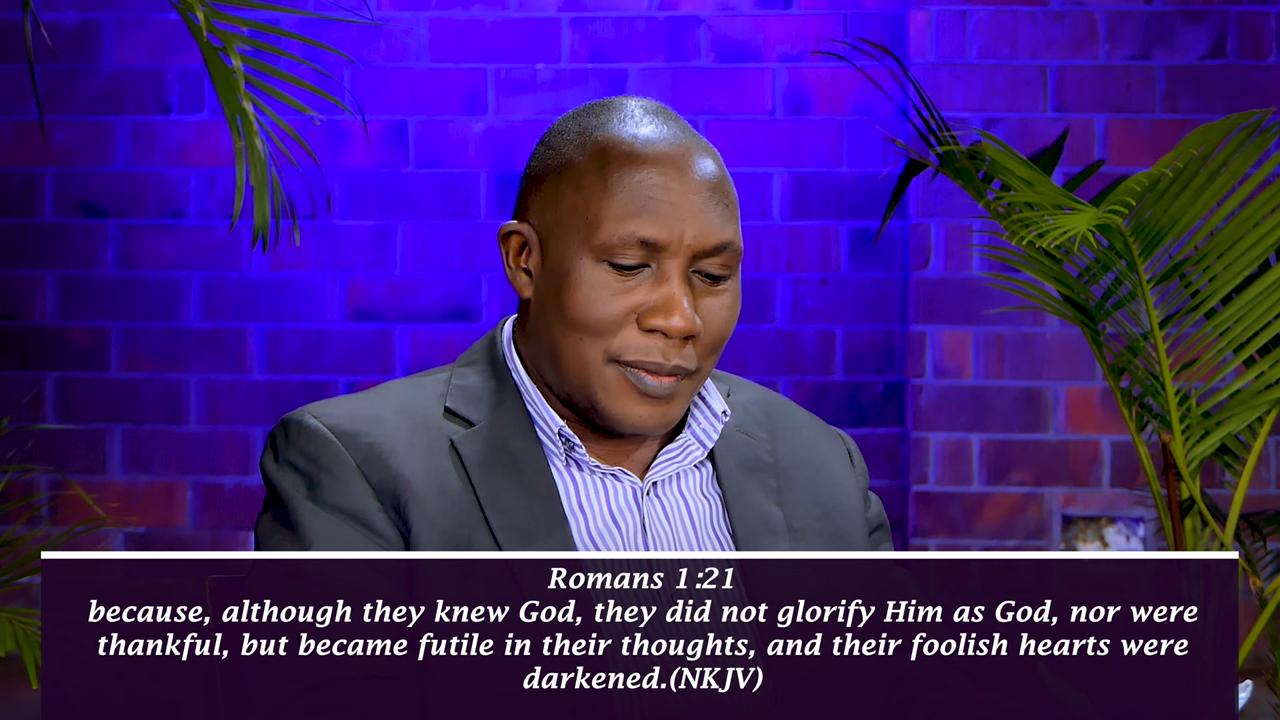 Romans 1:21
because, although they knew God, they did not glorify Him as God, nor were
thankful, but became futile in their thoughts, and their foolish hearts were
darkened.(NKJV)